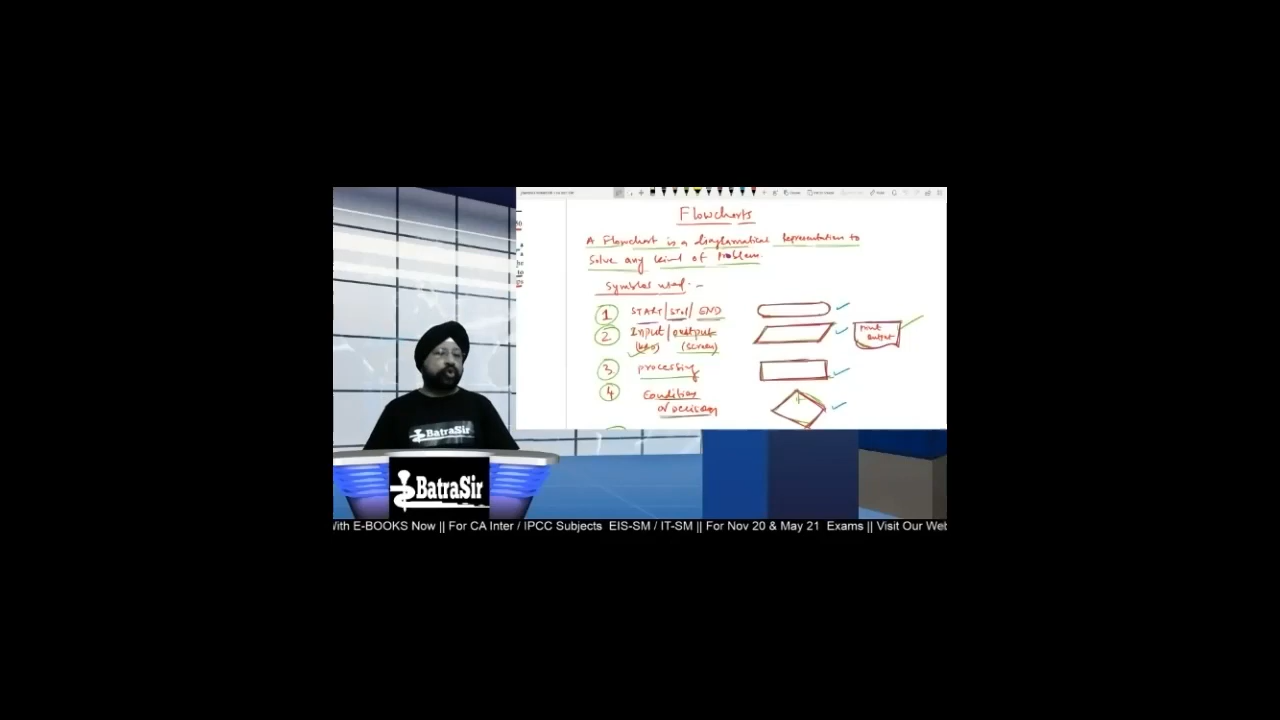 Flowcharts
A Flowchart is a diagramatical Representation to
Solve any kind of Problem.
Symbols used. -
1 START/STOP/ END
2 Input/output
(KBD) (Screen)
Print
output
3 processing
4 Condition
or decision
BatraSir
BatraSir
With E-BOOKS Now || For CA Inter / IPCC Subjects EIS-SM / IT-SM || For Nov 20 & May 21 Exams || Visit Our Web